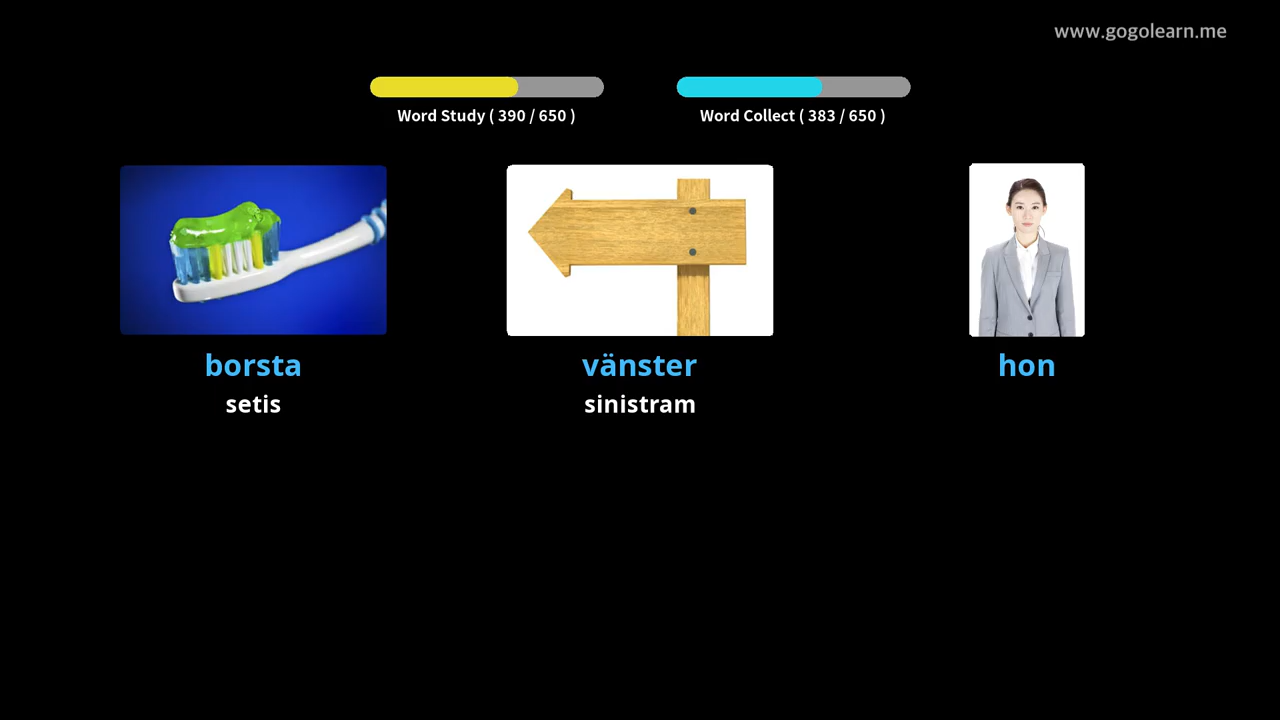 www.gogolearn.me
Word Study ( 390 / 650 )
Word Collect ( 383 / 650 )
borsta
setis
vänster
sinistram
hon